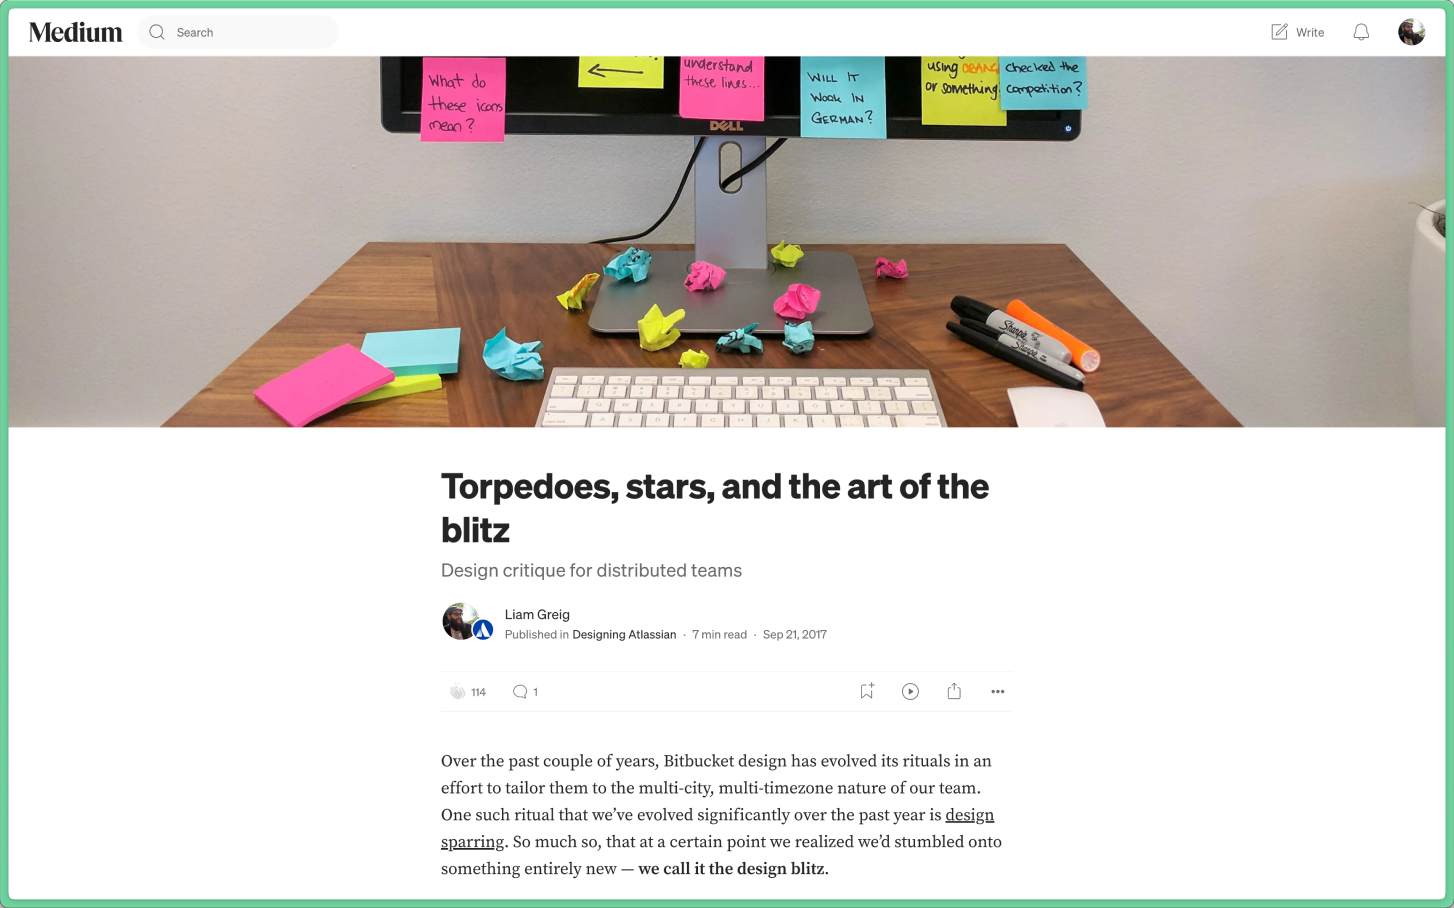 Medium
Search
Write
What do
these icons
mean?
understand
these lines...
WILL IT
WORK IN
GERMAN?
using ORANGE
or something
checked the
competition?
DELL
Sharpie
Sharpie
Torpedoes, stars, and the art of the
blitz
Design critique for distributed teams
Liam Greig
Published in Designing Atlassian · 7 min read · Sep 21, 2017
114
1
Over the past couple of years, Bitbucket design has evolved its rituals in an
effort to tailor them to the multi-city, multi-timezone nature of our team.
One such ritual that we’ve evolved significantly over the past year is design
sparring. So much so, that at a certain point we realized we’d stumbled onto
something entirely new — we call it the design blitz.